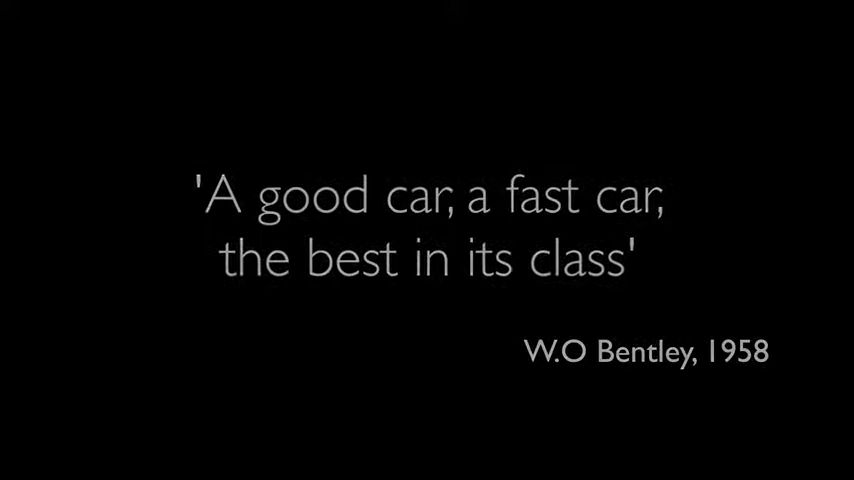 'A good car, a fast car,
the best in its class'
W.O Bentley, 1958